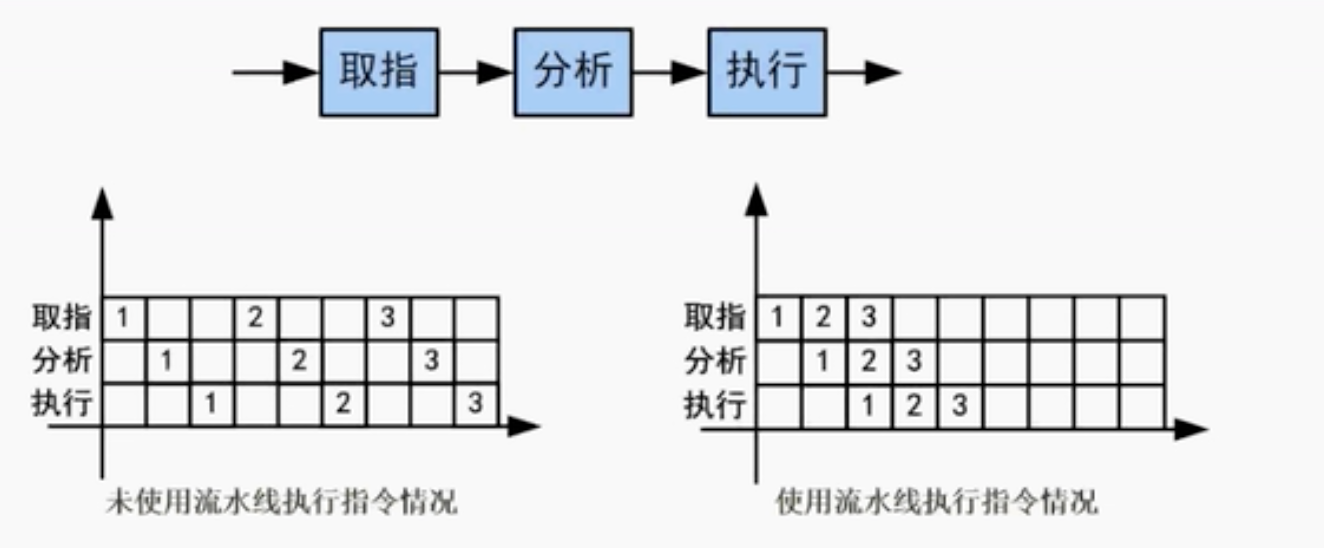 取指 分析 执行
取指 1 2 3
分析 1 2 3
执行 1 2 3
未使用流水线执行指令情况
取指 1 2 3
分析 1 2 3
执行 1 2 3
使用流水线执行指令情况